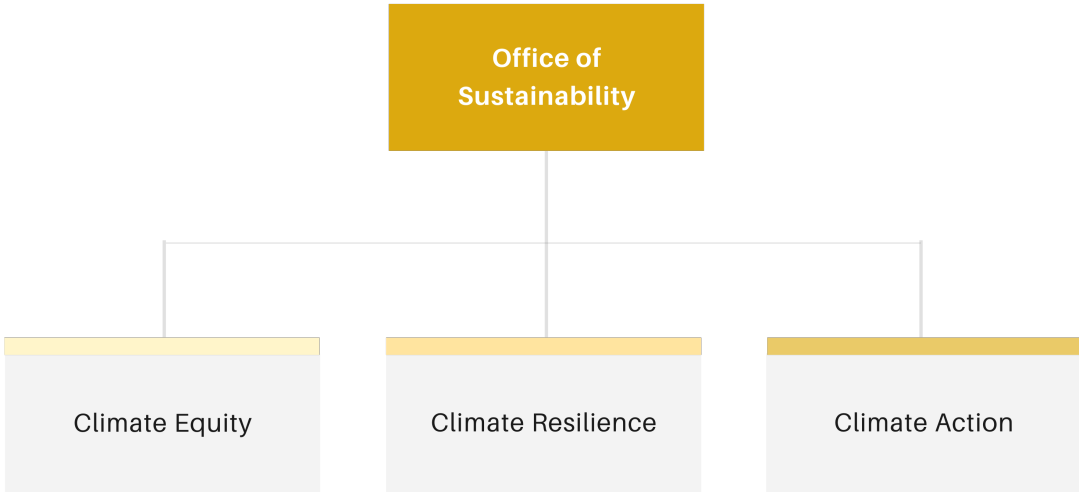 Office of
Sustainability
Climate Equity
Climate Resilience
Climate Action